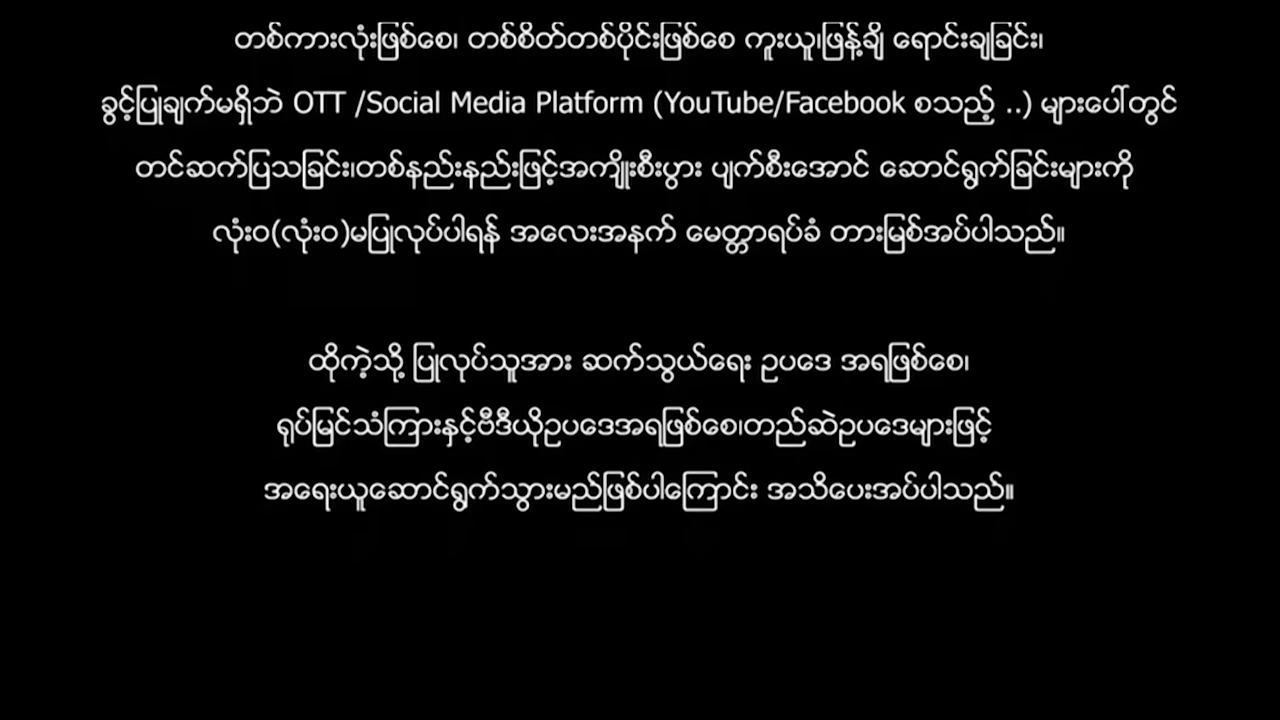 တစ်ကားလုံးဖြစ်စေ၊ တစ်စိတ်တစ်ပိုင်းဖြစ်စေ ကူးယူ၊ဖြန့်ချိ ရောင်းချခြင်း၊
ခွင့်ပြုချက်မရှိဘဲ OTT /Social Media Platform (YouTube/Facebook စသည့် ..) များပေါ်တွင်
တင်ဆက်ပြသခြင်း၊တစ်နည်းနည်းဖြင့်အကျိုးစီးပွား ပျက်စီးအောင် ဆောင်ရွက်ခြင်းများကို
လုံးဝ(လုံးဝ)မပြုလုပ်ပါရန် အလေးအနက် မေတ္တာရပ်ခံ တားမြစ်အပ်ပါသည်။
ထိုကဲ့သို့ ပြုလုပ်သူအား ဆက်သွယ်ရေး ဥပဒေ အရဖြစ်စေ၊
ရုပ်မြင်သံကြားနှင့်ဗီဒီယိုဥပဒေအရဖြစ်စေ၊တည်ဆဲဥပဒေများဖြင့်
အရေးယူဆောင်ရွက်သွားမည်ဖြစ်ပါကြောင်း အသိပေးအပ်ပါသည်။